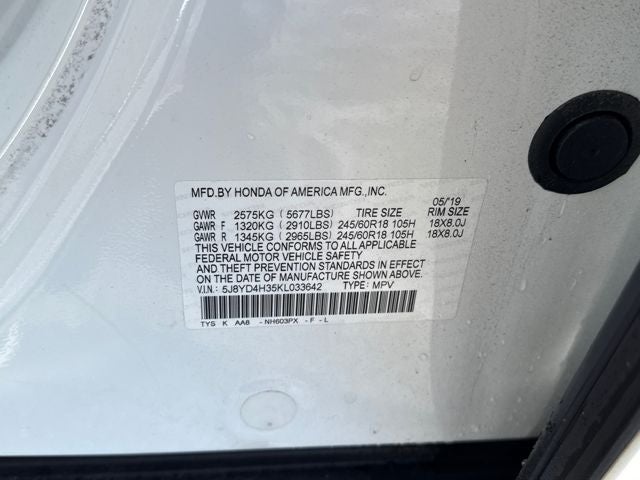 MFD.BY HONDA OF AMERICA MFG.,INC.
05/19
GVWR 2575KG (5677LBS) TIRE SIZE RIM SIZE
GAWR F 1320KG (2910LBS) 245/60R18 105H 18X8.0J
GAWR R 1345KG (2965LBS) 245/60R18 105H 18X8.0J
THIS VEHICLE CONFORMS TO ALL APPLICABLE
FEDERAL MOTOR VEHICLE SAFETY
AND THEFT PREVENTION STANDARDS IN EFFECT
ON THE DATE OF MANUFACTURE SHOWN ABOVE.
V.I.N.: 5J8YD4H35KL033642 TYPE: MPV
TYS K AA8 -NH603PX -F -L